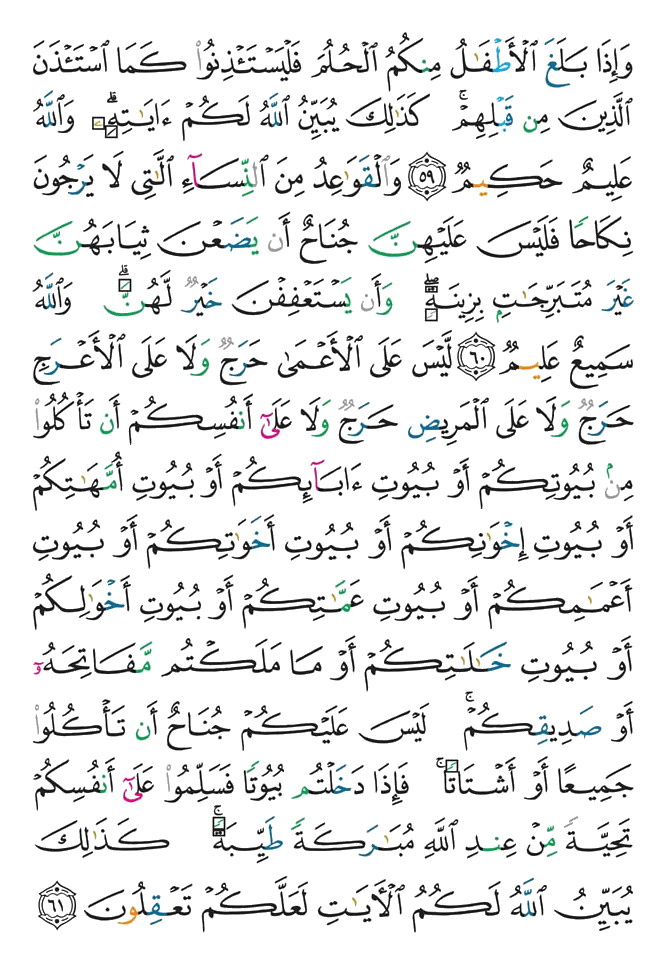 وَإِذَا بَلَغَ ٱلْأَطْفَـٰلُ مِنكُمُ ٱلْحُلُمَ فَلْيَسْتَـْٔذِنُوا۟ كَمَا ٱسْتَـْٔذَنَ
ٱلَّذِينَ مِن قَبْلِهِمْ ۚ كَذَٰلِكَ يُبَيِّنُ ٱللَّهُ لَكُمْ ءَايَـٰتِهِۦ ۗ وَٱللَّهُ
عَلِيمٌ حَكِيمٌ ٥٩ وَٱلْقَوَٰعِدُ مِنَ ٱلنِّسَآءِ ٱلَّـٰتِى لَا يَرْجُونَ
نِكَاحًا فَلَيْسَ عَلَيْهِنَّ جُنَاحٌ أَن يَضَعْنَ ثِيَابَهُنَّ
غَيْرَ مُتَبَرِّجَـٰتٍۭ بِزِينَةٍ ۖ وَأَن يَسْتَعْفِفْنَ خَيْرٌ لَّهُنَّ ۗ وَٱللَّهُ
سَمِيعٌ عَلِيمٌ ٦٠ لَّيْسَ عَلَى ٱلْأَعْمَىٰ حَرَجٌ وَلَا عَلَى ٱلْأَعْرَجِ
حَرَجٌ وَلَا عَلَى ٱلْمَرِيضِ حَرَجٌ وَلَا عَلَىٰٓ أَنفُسِكُمْ أَن تَأْكُلُوا۟
مِنۢ بُيُوتِكُمْ أَوْ بُيُوتِ ءَابَآئِكُمْ أَوْ بُيُوتِ أُمَّهَـٰتِكُمْ
أَوْ بُيُوتِ إِخْوَٰنِكُمْ أَوْ بُيُوتِ أَخَوَٰتِكُمْ أَوْ بُيُوتِ
أَعْمَـٰمِكُمْ أَوْ بُيُوتِ عَمَّـٰتِكُمْ أَوْ بُيُوتِ أَخْوَٰلِكُمْ
أَوْ بُيُوتِ خَـٰلَـٰتِكُمْ أَوْ مَا مَلَكْتُم مَّفَاتِحَهُۥٓ
أَوْ صَدِيقِكُمْ ۚ لَيْسَ عَلَيْكُمْ جُنَاحٌ أَن تَأْكُلُوا۟
جَمِيعًا أَوْ أَشْتَاتًا ۚ فَإِذَا دَخَلْتُم بُيُوتًا فَسَلِّمُوا۟ عَلَىٰٓ أَنفُسِكُمْ
تَحِيَّةً مِّنْ عِندِ ٱللَّهِ مُبَـٰرَكَةً طَيِّبَةً ۚ كَذَٰلِكَ
يُبَيِّنُ ٱللَّهُ لَكُمُ ٱلْـَٔايَـٰتِ لَعَلَّكُمْ تَعْقِلُونَ ٦١